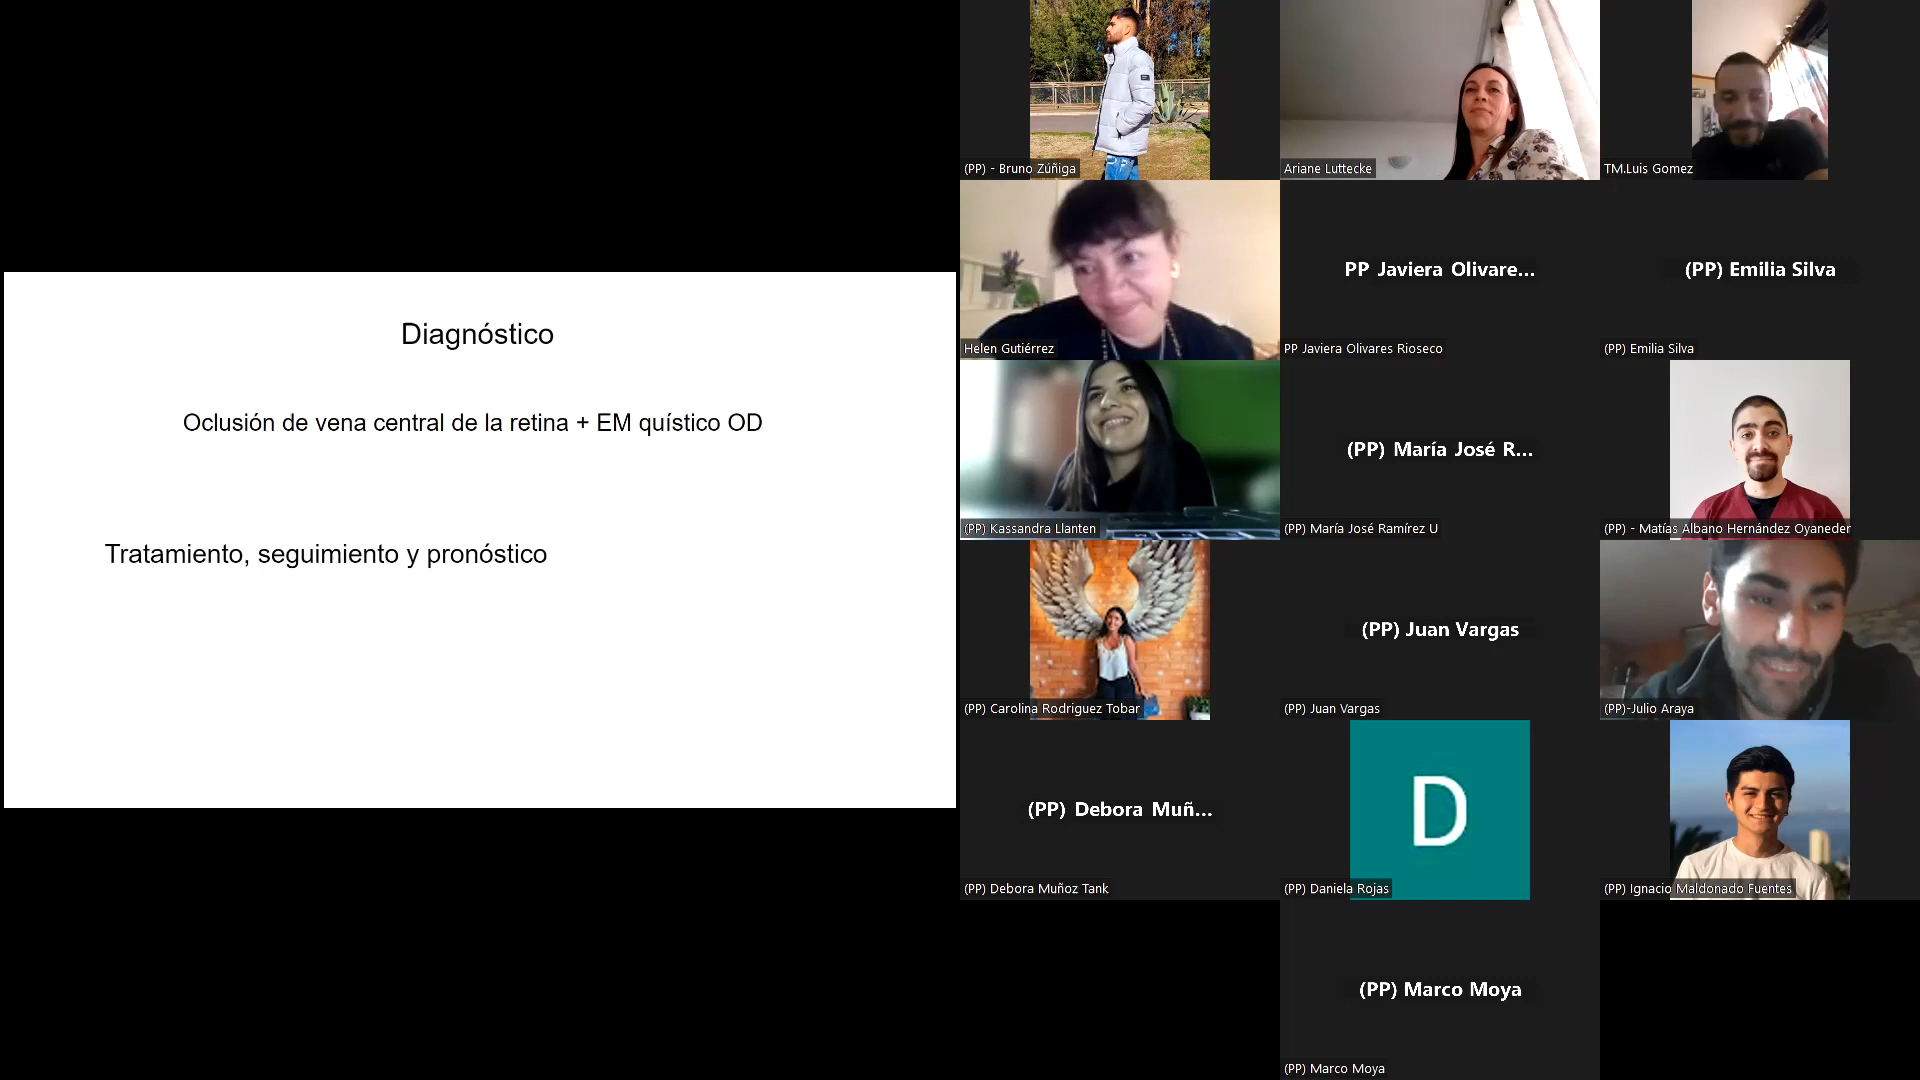 Diagnóstico
Oclusión de vena central de la retina + EM quístico OD
Tratamiento, seguimiento y pronóstico
(PP) - Bruno Zúñiga
Ariane Luttecke
TM.Luis Gomez
Helen Gutiérrez
PP Javiera Olivare...
PP Javiera Olivares Rioseco
(PP) Emilia Silva
(PP) Emilia Silva
(PP) Kassandra Llanten
(PP) María José R...
(PP) María José Ramírez U
(PP) - Matías Albano Hernández Oyaneder
(PP) Carolina Rodriguez Tobar
(PP) Juan Vargas
(PP) Juan Vargas
(PP)-Julio Araya
(PP) Debora Muñ...
(PP) Debora Muñoz Tank
D
(PP) Daniela Rojas
(PP) Ignacio Maldonado Fuentes
(PP) Marco Moya
(PP) Marco Moya